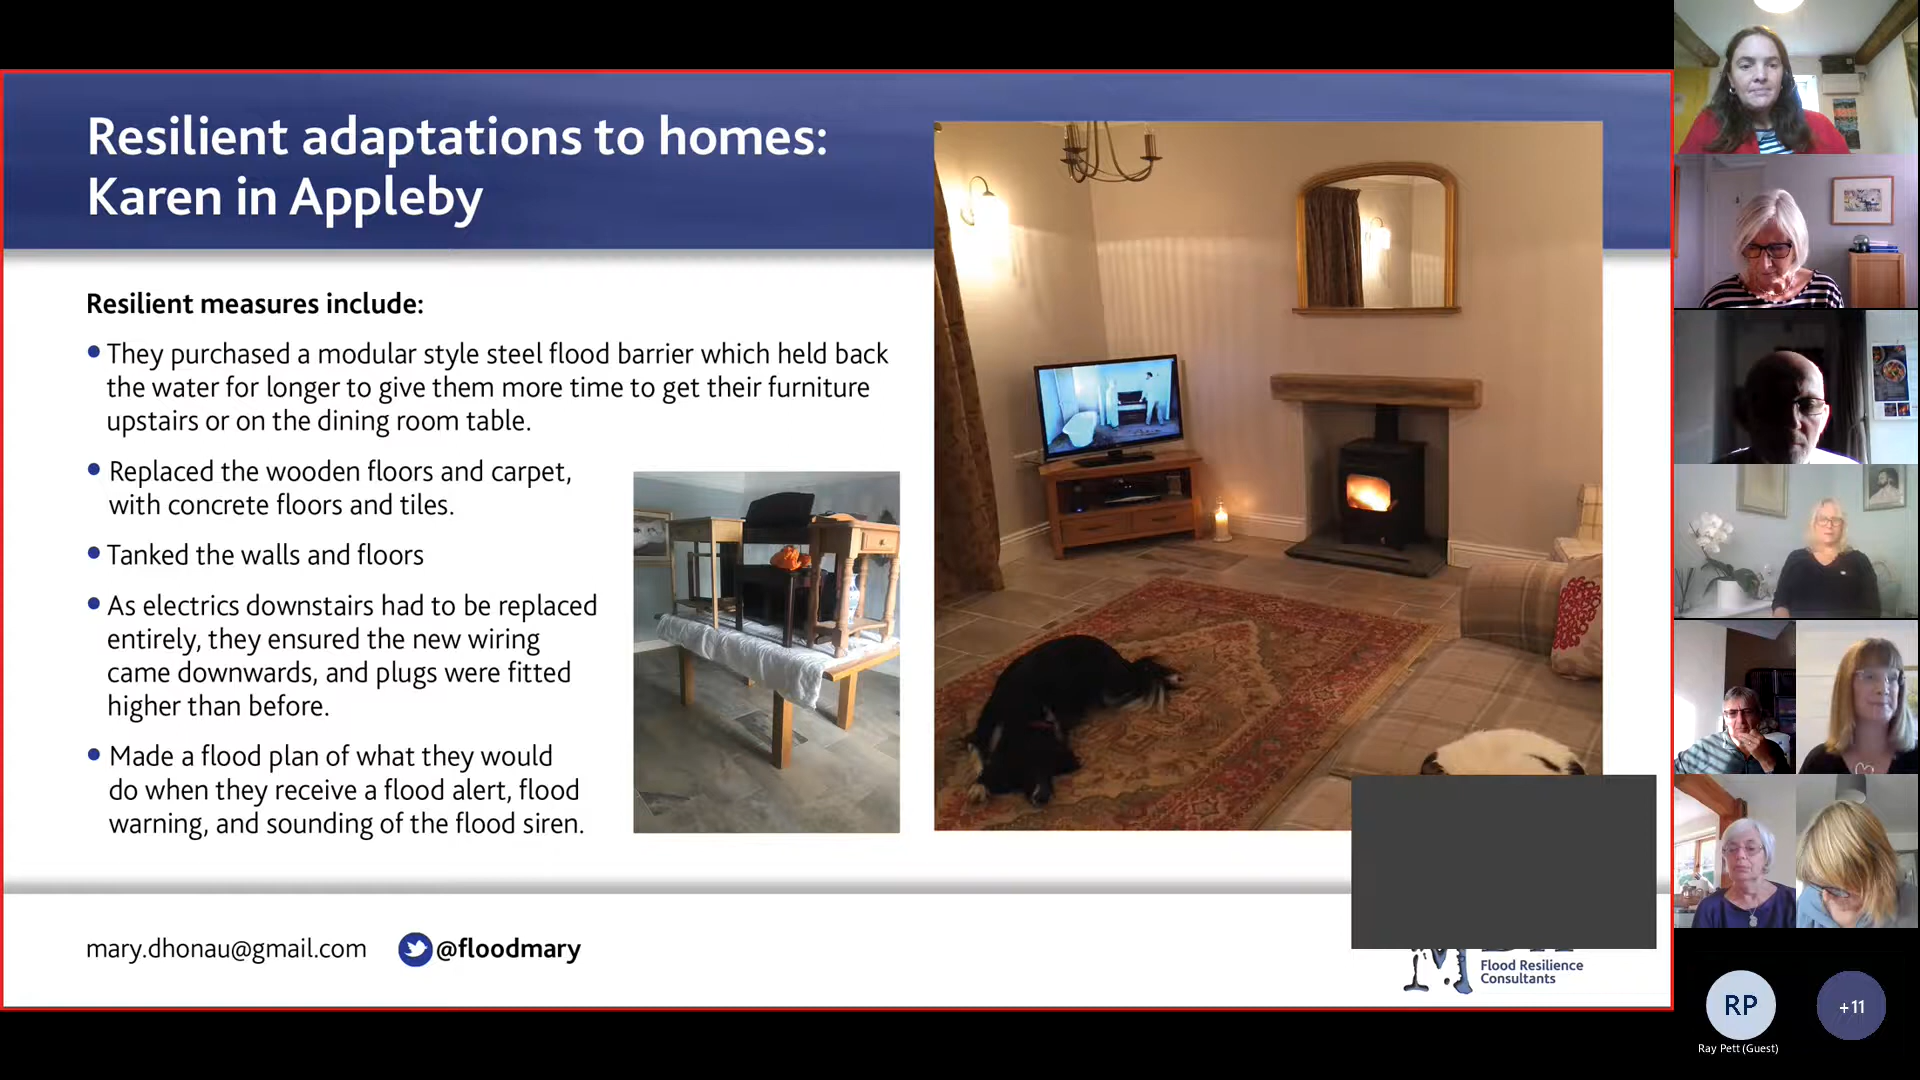 Resilient adaptations to homes:
Karen in Appleby
Resilient measures include:
• They purchased a modular style steel flood barrier which held back
the water for longer to give them more time to get their furniture
upstairs or on the dining room table.
• Replaced the wooden floors and carpet,
with concrete floors and tiles.
• Tanked the walls and floors
• As electrics downstairs had to be replaced
entirely, they ensured the new wiring
came downwards, and plugs were fitted
higher than before.
• Made a flood plan of what they would
do when they receive a flood alert, flood
warning, and sounding of the flood siren.
mary.dhonau@gmail.com @floodmary
Flood Resilience
Consultants
RP
+11
Ray Pett (Guest)